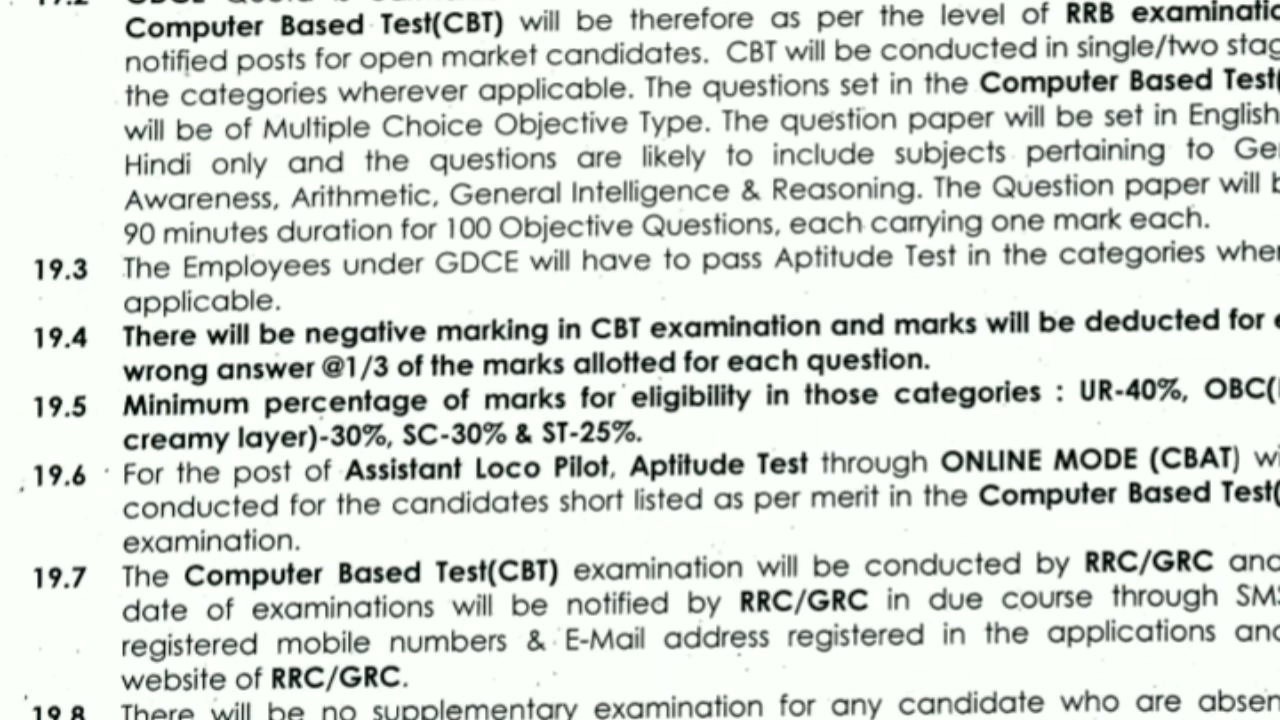 Computer Based Test(CBT) will be therefore as per the level of RRB
notified posts for open market candidates. CBT will be conducted in single/two
the categories wherever applicable. The questions set in the Computer Based
will be of Multiple Choice Objective Type. The question paper will be set in English
Hindi only and the questions are likely to include subjects pertaining to
Awareness, Arithmetic, General Intelligence & Reasoning. The Question paper will
90 minutes duration for 100 Objective Questions, each carrying one mark each.
19.3 The Employees under GDCE will have to pass Aptitude Test in the categories
applicable.
19.4 There will be negative marking in CBT examination and marks will be deducted for
wrong answer @1/3 of the marks allotted for each question.
19.5 Minimum percentage of marks for eligibility in those categories : UR-40%, OBC(
creamy layer)-30%, SC-30% & ST-25%.
19.6 For the post of Assistant Loco Pilot, Aptitude Test through ONLINE MODE (CBAT)
conducted for the candidates short listed as per merit in the Computer Based Test(
examination.
19.7 The Computer Based Test(CBT) examination will be conducted by RRC/GRC
date of examinations will be notified by RRC/GRC in due course through
registered mobile numbers & E-Mail address registered in the applications
website of RRC/GRC.
19.8 There will be no supplementary examination for any candidate who are